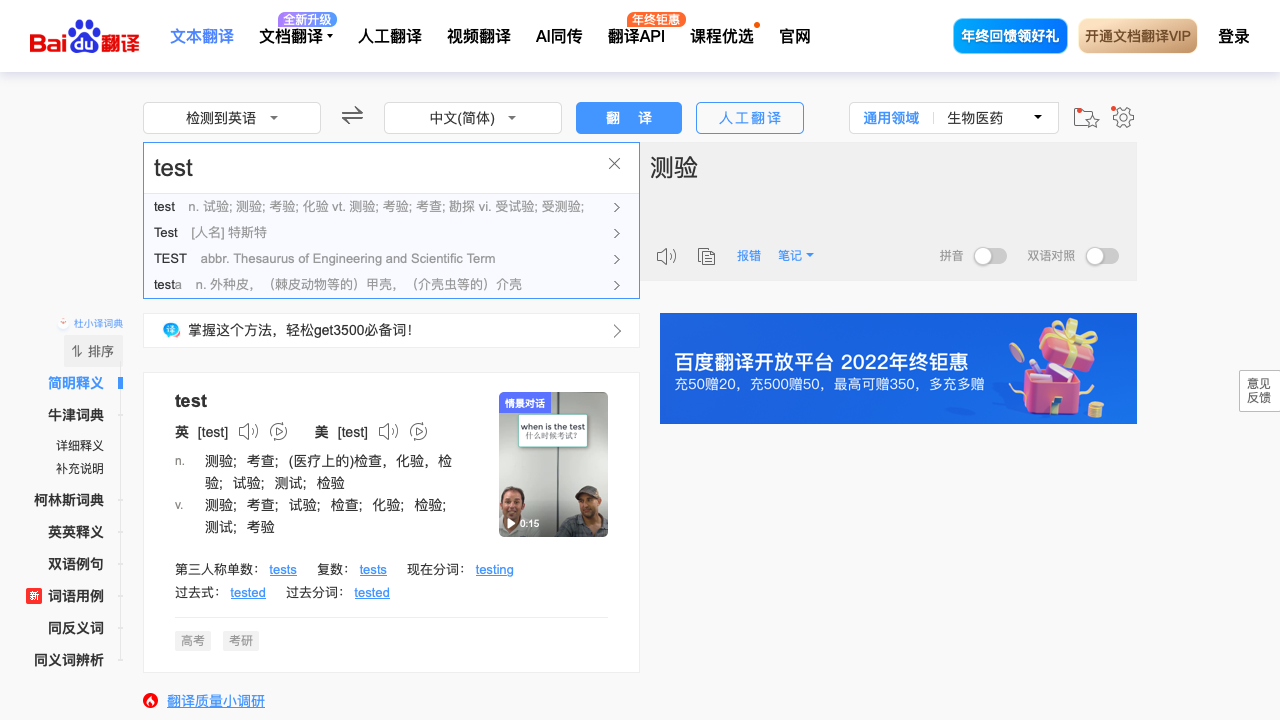 Bai du 翻译
文本翻译
全新升级
文档翻译
人工翻译
视频翻译
AI同传
年终钜惠
翻译API
课程优选
官网
年终回馈领好礼
开通文档翻译VIP
登录
检测到英语
中文(简体)
翻 译
人工翻译
通用领域
生物医药
test
测验
test n. 试验; 测验; 考验; 化验 vt. 测验; 考验; 考查; 勘探 vi. 受试验; 受测验;
Test [人名] 特斯特
TEST abbr. Thesaurus of Engineering and Scientific Term
testa n. 外种皮，（棘皮动物等的）甲壳，（介壳虫等的）介壳
报错
笔记
拼音
双语对照
杜小译词典
排序
简明释义
牛津词典
详细释义
补充说明
柯林斯词典
英英释义
双语例句
新 词语用例
同反义词
同义词辨析
译 掌握这个方法，轻松get3500必备词！
test
英 [test] 美 [test]
n. 测验；考查；(医疗上的)检查，化验，检
验；试验；测试；检验
v. 测验；考查；试验；检查；化验；检验;
测试；考验
情景对话
when is the test
什么时候考试？
0:15
第三人称单数： tests 复数： tests 现在分词： testing
过去式： tested 过去分词： tested
高考 考研
翻译质量小调研
百度翻译开放平台 2022年终钜惠
充50赠20，充500赠50，最高可赠350，多充多赠
意见
反馈